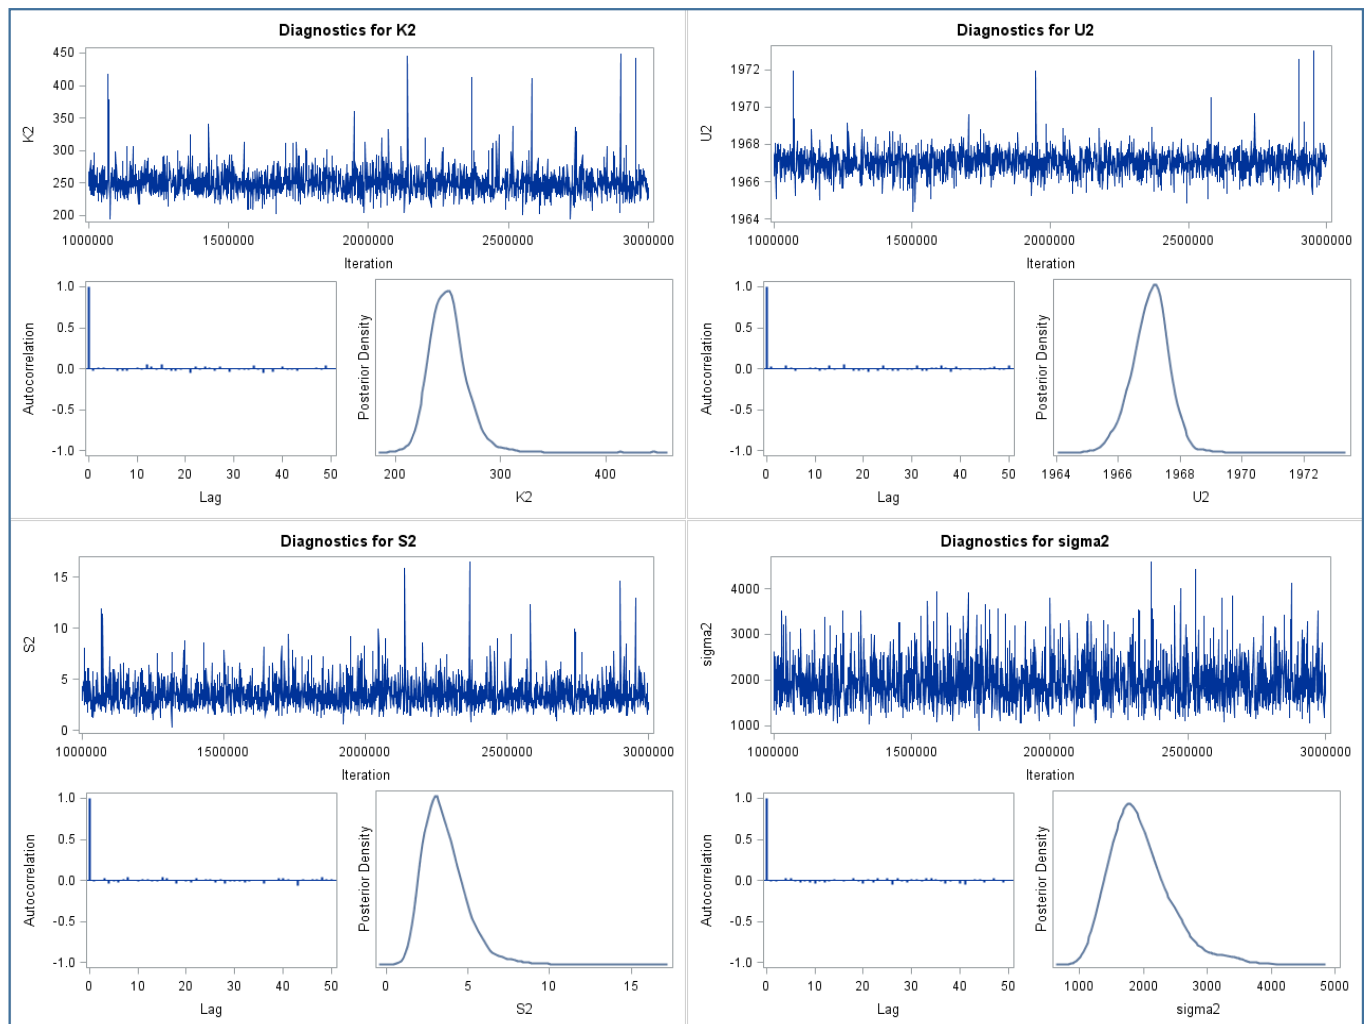 Diagnostics for K2
K2
450
400
350
300
250
200
1000000 1500000 2000000 2500000 3000000
Iteration
Autocorrelation
1.0
0.5
0.0
-0.5
-1.0
0 10 20 30 40 50
Lag
Posterior Density
200 300 400
K2
Diagnostics for U2
U2
1972
1970
1968
1966
1964
1000000 1500000 2000000 2500000 3000000
Iteration
Autocorrelation
1.0
0.5
0.0
-0.5
-1.0
0 10 20 30 40 50
Lag
Posterior Density
1964 1966 1968 1970 1972
U2
Diagnostics for S2
S2
15
10
5
0
1000000 1500000 2000000 2500000 3000000
Iteration
Autocorrelation
1.0
0.5
0.0
-0.5
-1.0
0 10 20 30 40 50
Lag
Posterior Density
0 5 10 15
S2
Diagnostics for sigma2
sigma2
4000
3000
2000
1000
1000000 1500000 2000000 2500000 3000000
Iteration
Autocorrelation
1.0
0.5
0.0
-0.5
-1.0
0 10 20 30 40 50
Lag
Posterior Density
1000 2000 3000 4000 5000
sigma2